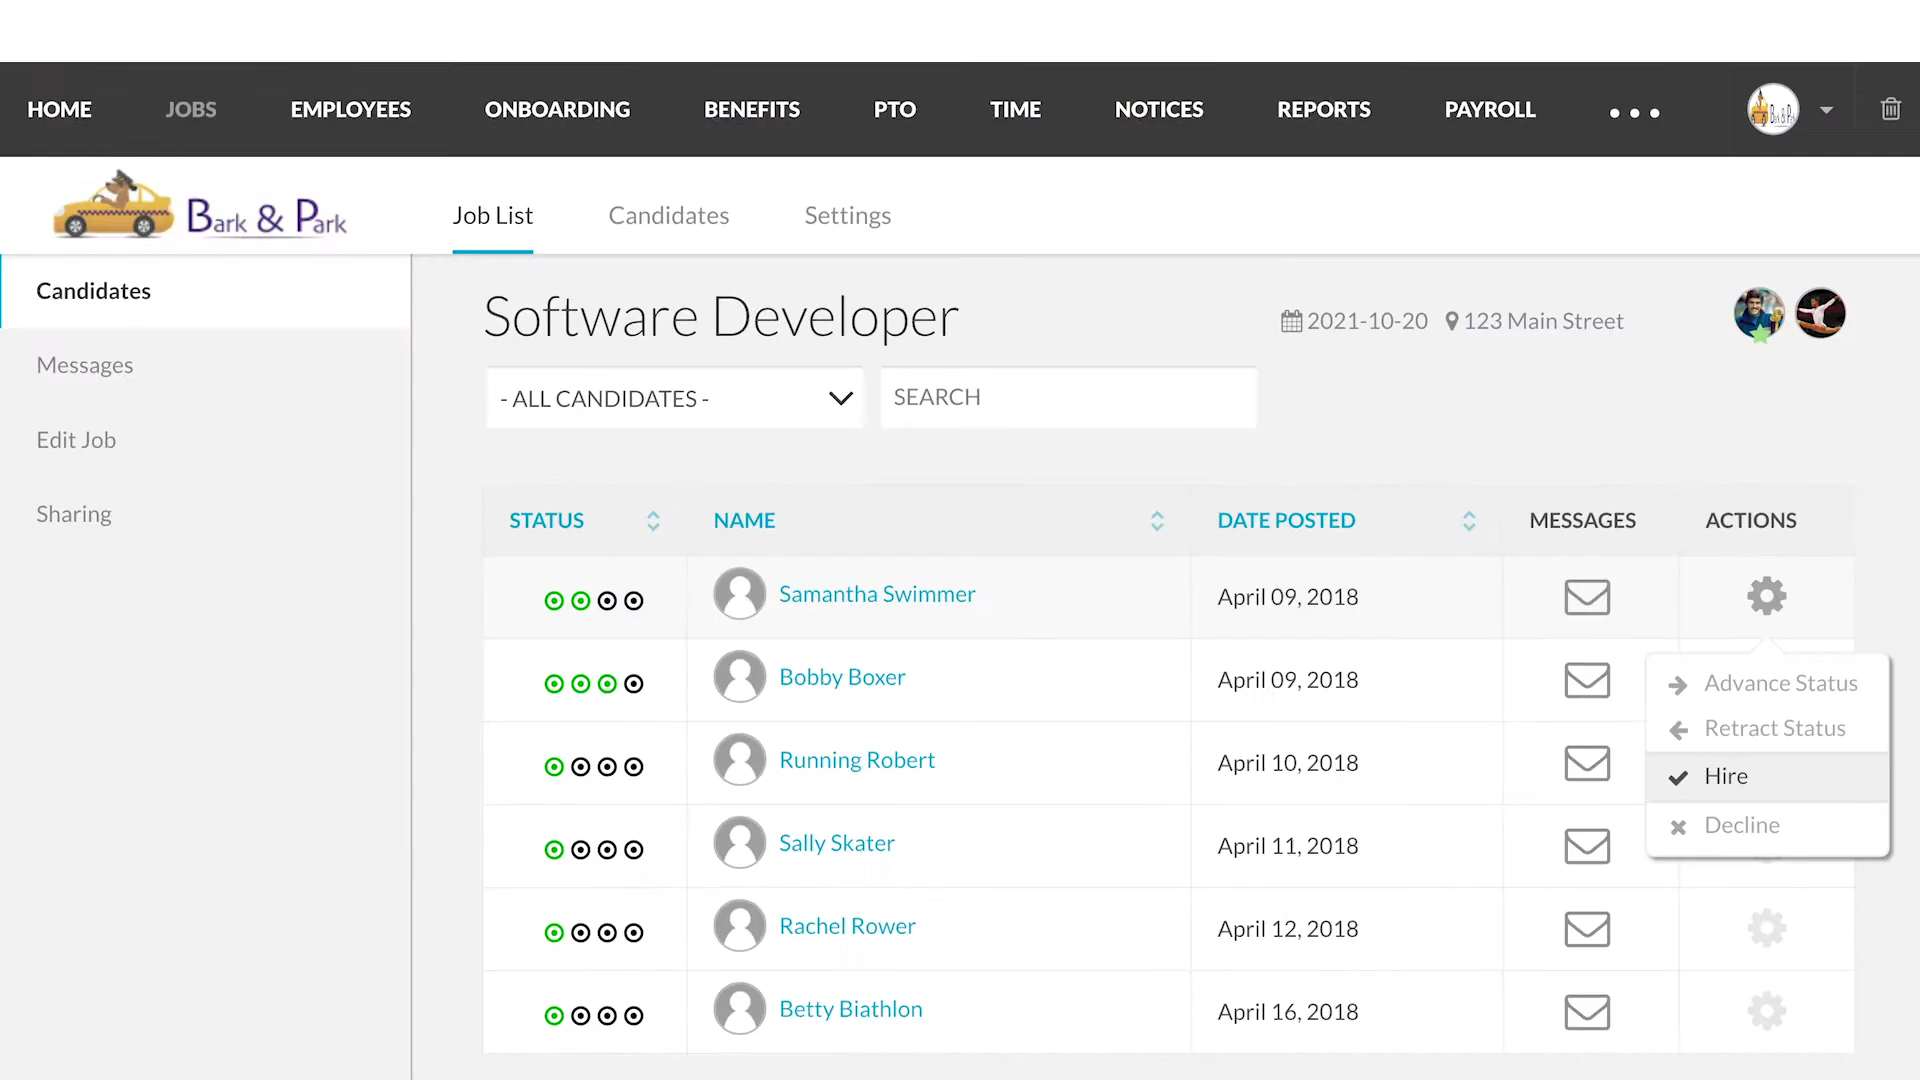 HOME JOBS EMPLOYEES ONBOARDING BENEFITS PTO TIME NOTICES REPORTS PAYROLL
Bark & Park Job List Candidates Settings
Candidates
Messages
Edit Job
Sharing
Software Developer 2021-10-20 123 Main Street
- ALL CANDIDATES - SEARCH
STATUS NAME DATE POSTED MESSAGES ACTIONS
Samantha Swimmer April 09, 2018
Bobby Boxer April 09, 2018
Running Robert April 10, 2018
Sally Skater April 11, 2018
Rachel Rower April 12, 2018
Betty Biathlon April 16, 2018
Advance Status
Retract Status
Hire
Decline